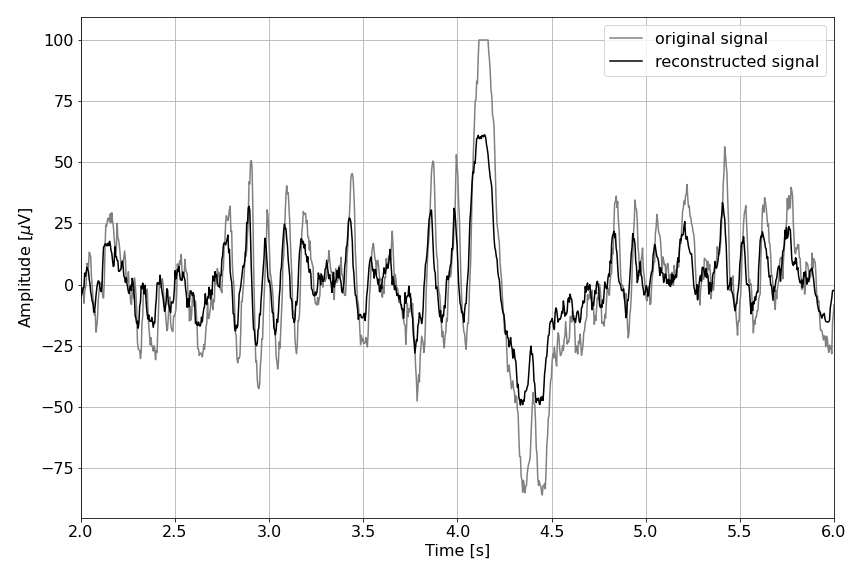 original signal
reconstructed signal
100
75
50
25
0
−25
−50
−75
Amplitude [μV]
2.0 2.5 3.0 3.5 4.0 4.5 5.0 5.5 6.0
Time [s]